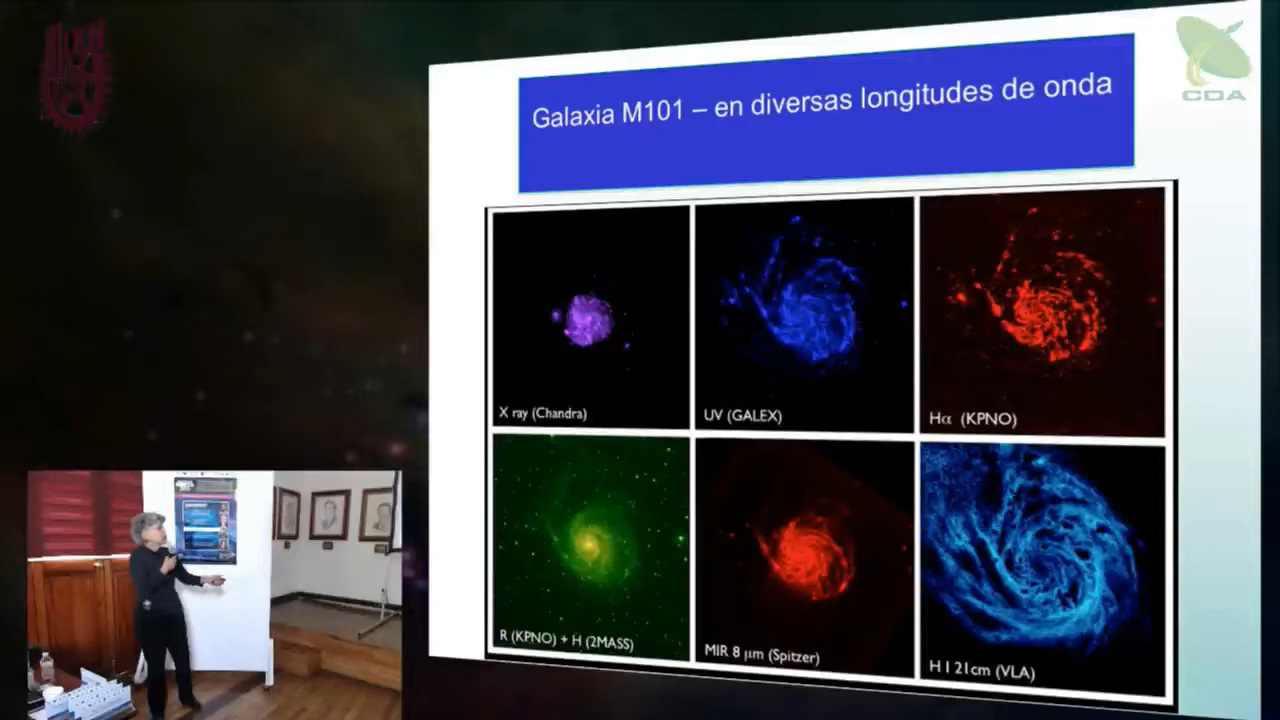 CDA
Galaxia M101 – en diversas longitudes de onda
X ray (Chandra)
UV (GALEX)
Hα (KPNO)
R (KPNO) + H (2MASS)
MIR 8 μm (Spitzer)
H I 21cm (VLA)